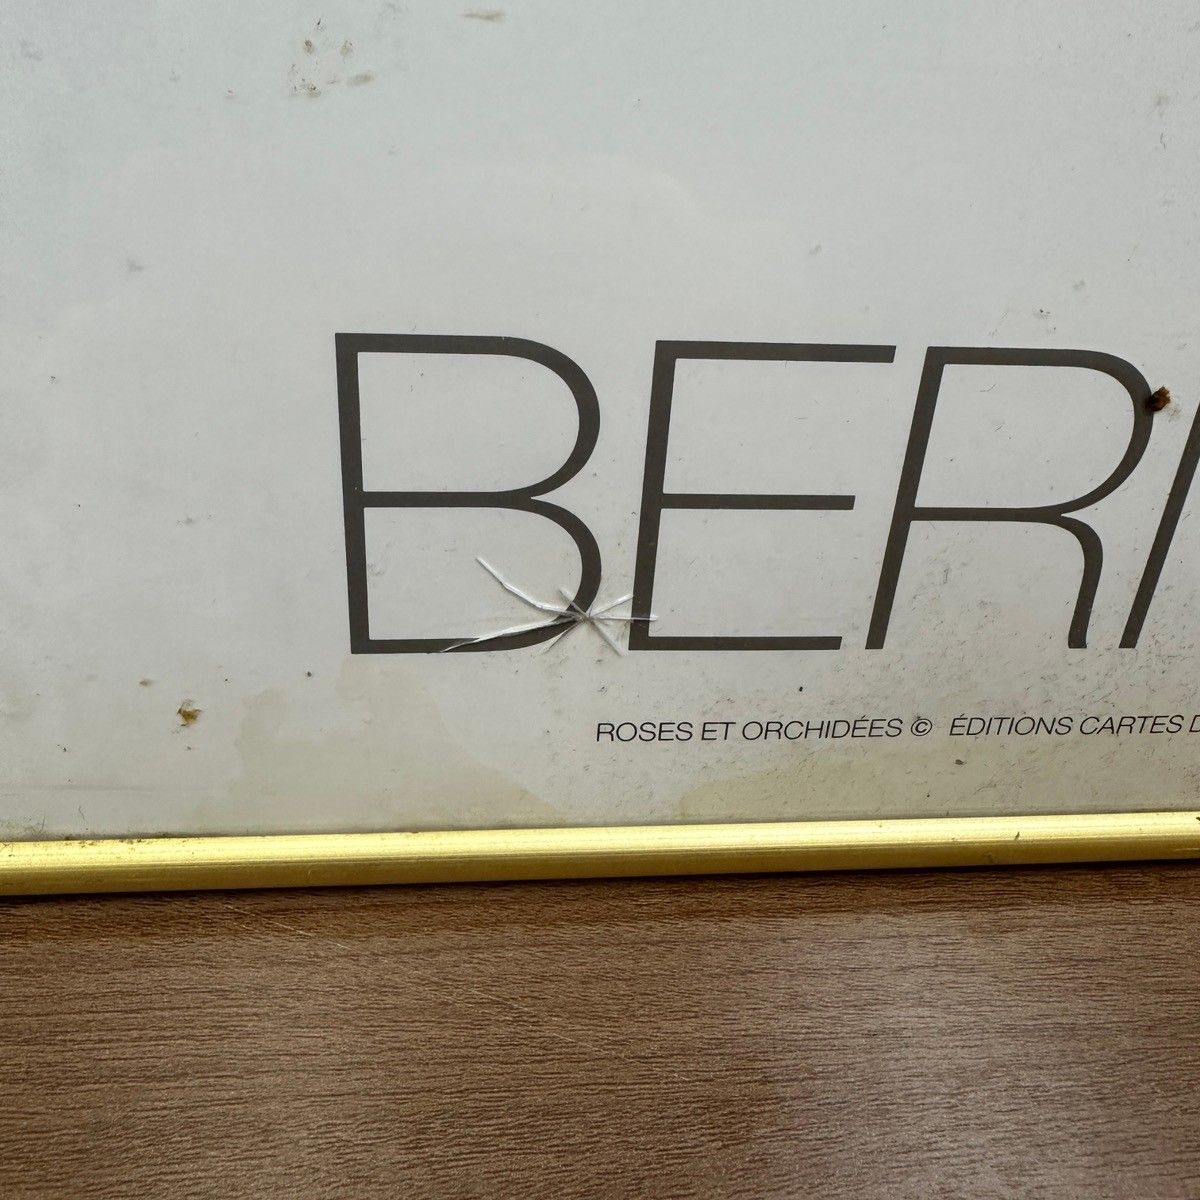 BER
ROSES ET ORCHIDÉES © ÉDITIONS CARTES D